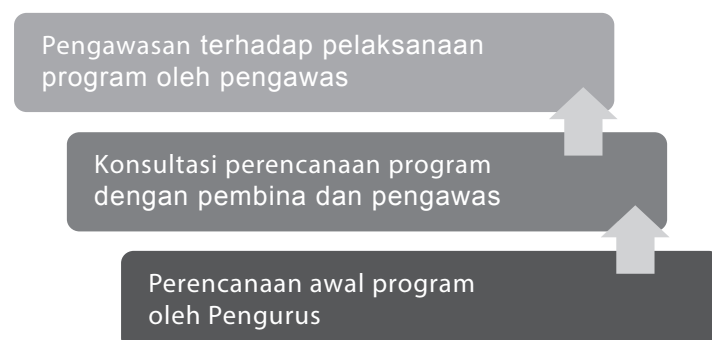 Pengawasan terhadap pelaksanaan
program oleh pengawas
Konsultasi perencanaan program
dengan pembina dan pengawas
Perencanaan awal program
oleh Pengurus